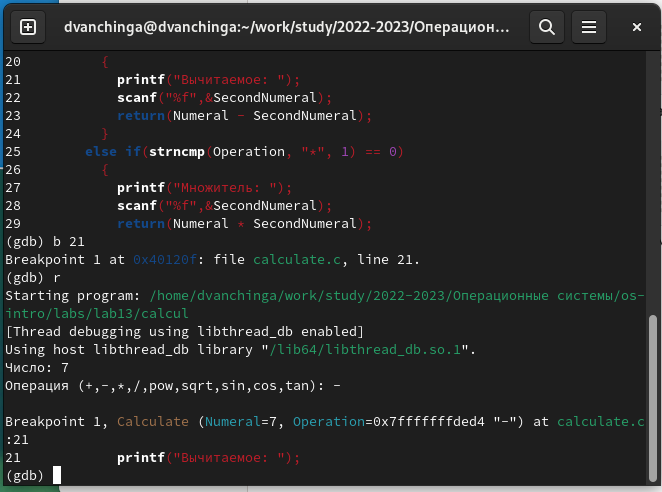 dvanchinga@dvanchinga:~/work/study/2022-2023/Операцион...
20          {
21            printf("Вычитаемое: ");
22            scanf("%f",&SecondNumeral);
23            return(Numeral - SecondNumeral);
24          }
25        else if(strncmp(Operation, "*", 1) == 0)
26          {
27            printf("Множитель: ");
28            scanf("%f",&SecondNumeral);
29            return(Numeral * SecondNumeral);
(gdb) b 21
Breakpoint 1 at 0x40120f: file calculate.c, line 21.
(gdb) r
Starting program: /home/dvanchinga/work/study/2022-2023/Операционные системы/os-
intro/labs/lab13/calcul
[Thread debugging using libthread_db enabled]
Using host libthread_db library "/lib64/libthread_db.so.1".
Число: 7
Операция (+,-,*,/,pow,sqrt,sin,cos,tan): -
Breakpoint 1, Calculate (Numeral=7, Operation=0x7fffffffded4 "-") at calculate.c
:21
21            printf("Вычитаемое: ");
(gdb)